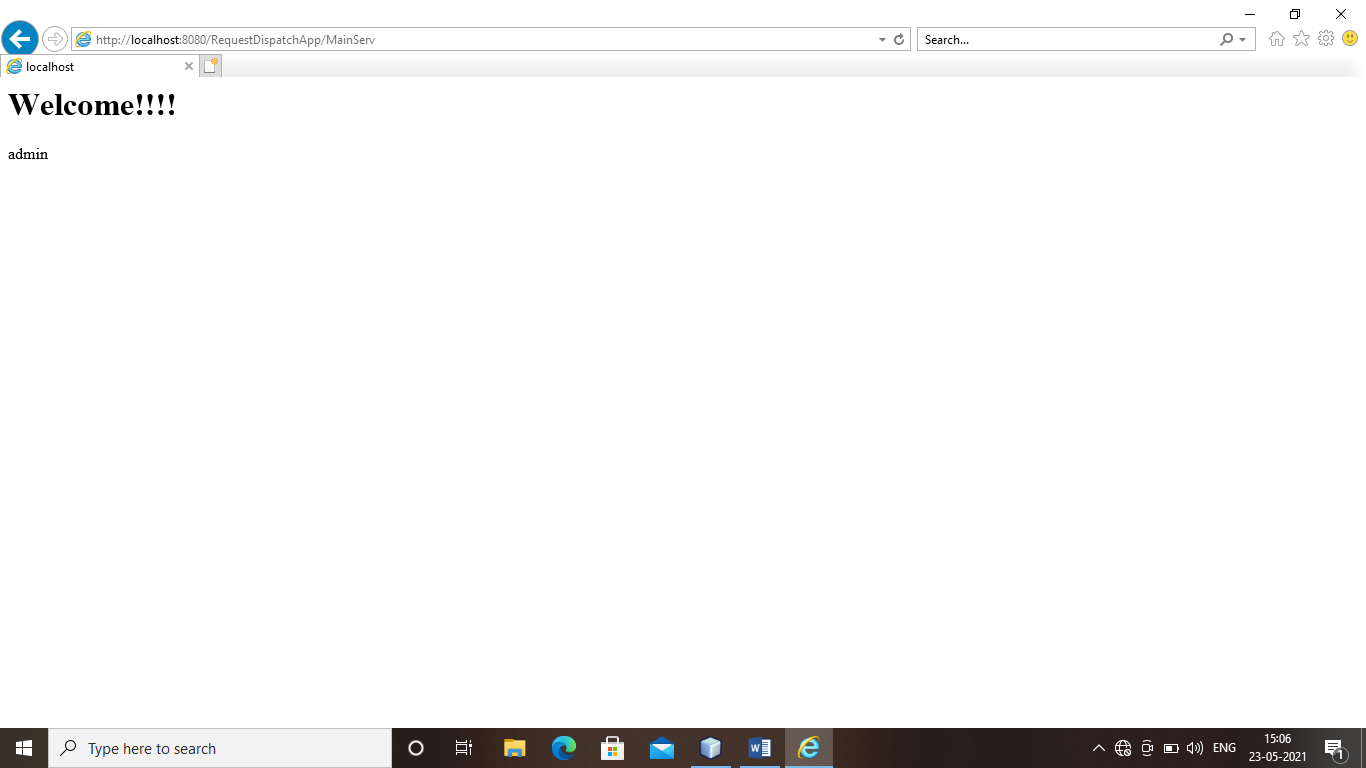 http://localhost:8080/RequestDispatchApp/MainServ
Search...
localhost
Welcome!!!!
admin
Type here to search
W
ENG
15:06
23-05-2021
1